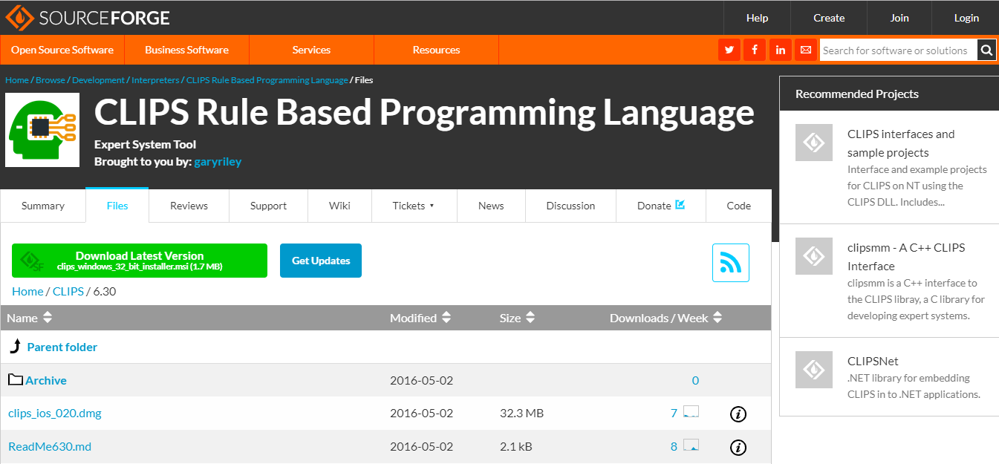 SOURCEFORGE
Help Create Join Login
Open Source Software Business Software Services Resources
Search for software or solutions
Home / Browse / Development / Interpreters / CLIPS Rule Based Programming Language / Files
CLIPS Rule Based Programming Language
Expert System Tool
Brought to you by: garyriley
Summary Files Reviews Support Wiki Tickets News Discussion Donate Code
Download Latest Version
clips_windows_32_bit_installer.msi (1.7 MB)
SF
Get Updates
Home / CLIPS / 6.30
Name Modified Size Downloads / Week
Parent folder
Archive 2016-05-02 0
clips_ios_020.dmg 2016-05-02 32.3 MB 7
ReadMe630.md 2016-05-02 2.1 kB 8
Recommended Projects
CLIPS interfaces and
sample projects
Interface and example projects
for CLIPS on NT using the
CLIPS DLL. Includes...
clipsmm - A C++ CLIPS
Interface
clipsmm is a C++ interface to
the CLIPS libray, a C library for
developing expert systems.
CLIPSNet
.NET library for embedding
CLIPS in to .NET applications.